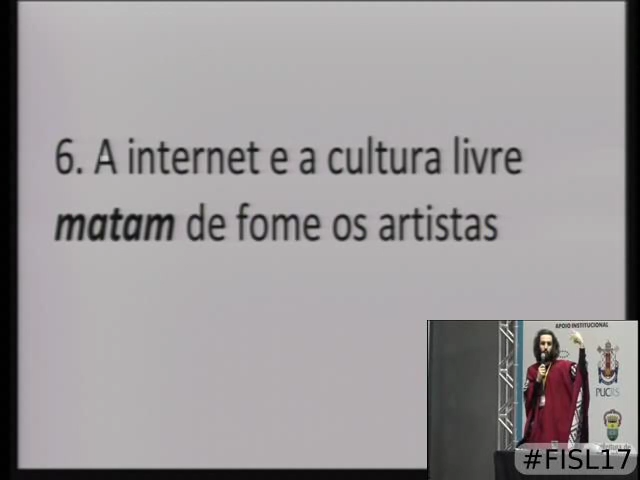 6. A internet e a cultura livre
matam de fome os artistas
APOIO INSTITUCIONAL
PUCRS
#FISL17